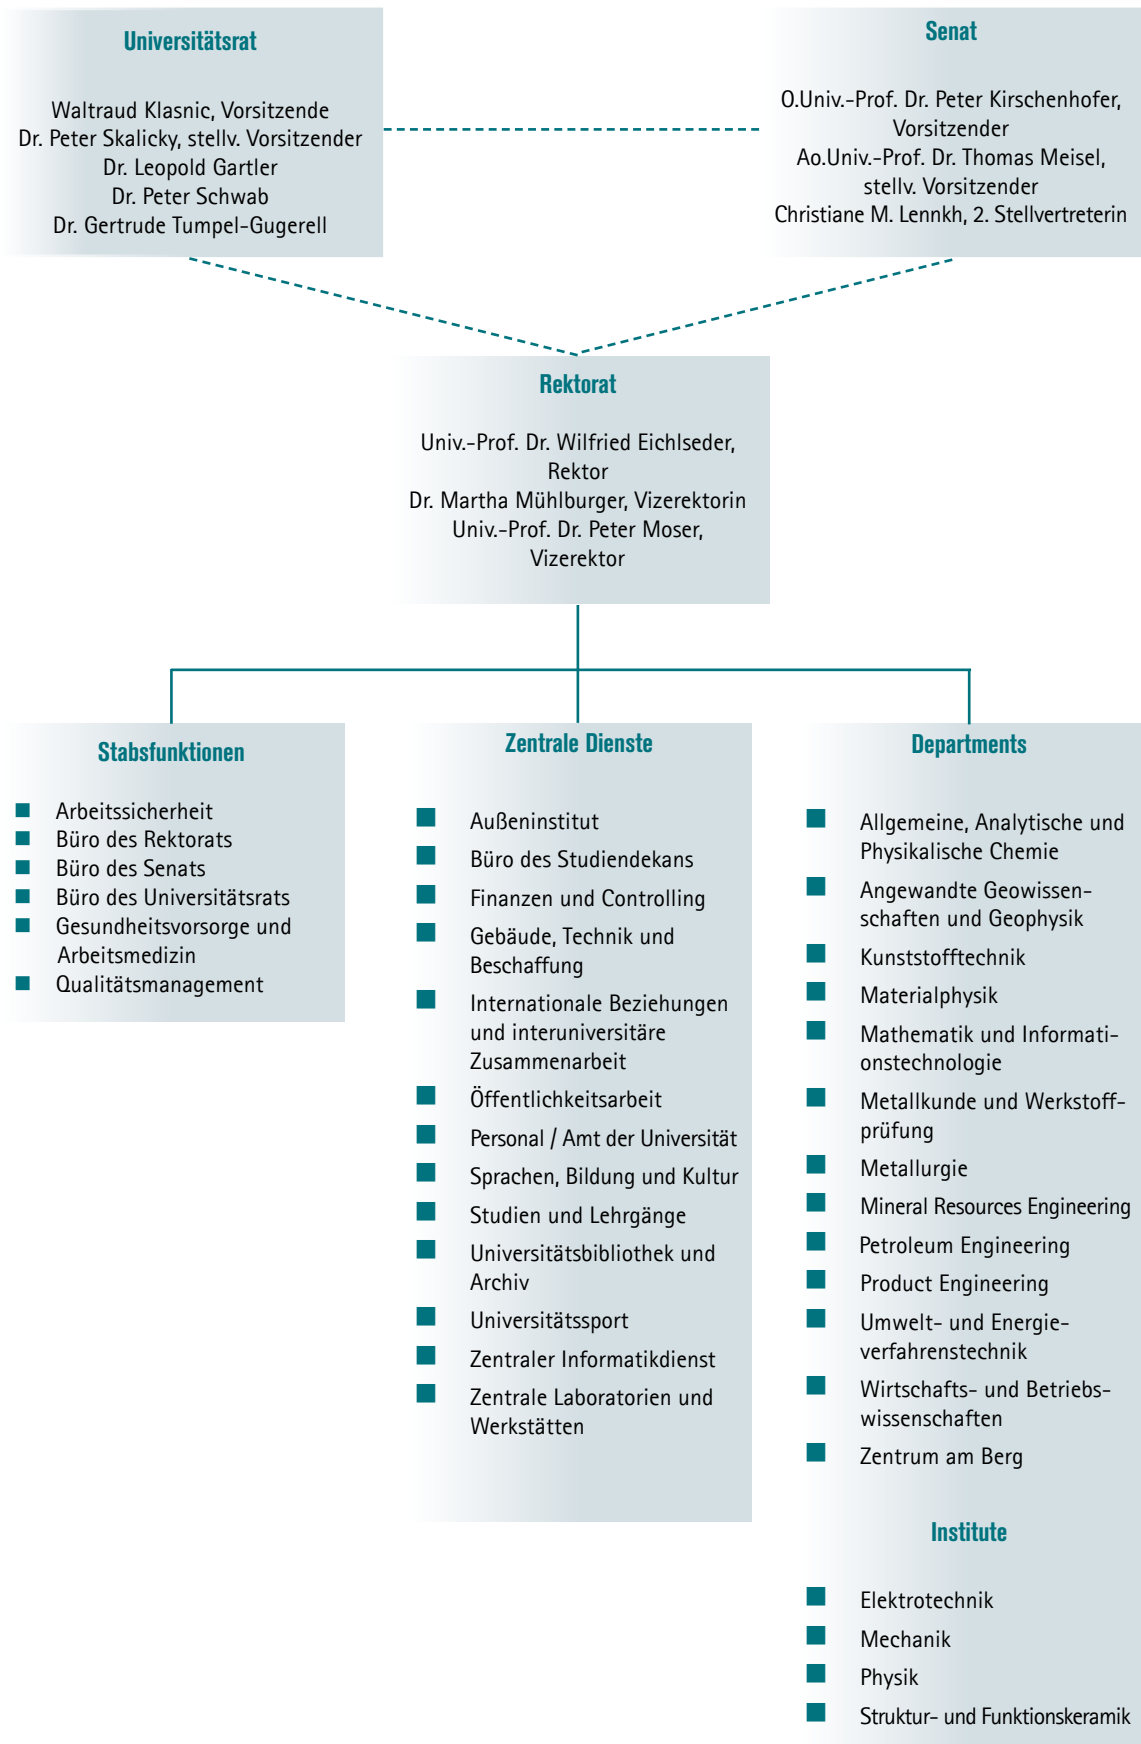 Universitätsrat
Waltraud Klasnic, Vorsitzende
Dr. Peter Skalicky, stellv. Vorsitzender
Dr. Leopold Gartler
Dr. Peter Schwab
Dr. Gertrude Tumpel-Gugerell
Senat
O.Univ.-Prof. Dr. Peter Kirschenhofer,
Vorsitzender
Ao.Univ.-Prof. Dr. Thomas Meisel,
stellv. Vorsitzender
Christiane M. Lennkh, 2. Stellvertreterin
Rektorat
Univ.-Prof. Dr. Wilfried Eichlseder,
Rektor
Dr. Martha Mühlburger, Vizerektorin
Univ.-Prof. Dr. Peter Moser,
Vizerektor
Stabsfunktionen
Arbeitssicherheit
Büro des Rektorats
Büro des Senats
Büro des Universitätsrats
Gesundheitsvorsorge und
Arbeitsmedizin
Qualitätsmanagement
Zentrale Dienste
Außeninstitut
Büro des Studiendekans
Finanzen und Controlling
Gebäude, Technik und
Beschaffung
Internationale Beziehungen
und interuniversitäre
Zusammenarbeit
Öffentlichkeitsarbeit
Personal / Amt der Universität
Sprachen, Bildung und Kultur
Studien und Lehrgänge
Universitätsbibliothek und
Archiv
Universitätssport
Zentraler Informatikdienst
Zentrale Laboratorien und
Werkstätten
Departments
Allgemeine, Analytische und
Physikalische Chemie
Angewandte Geowissen-
schaften und Geophysik
Kunststofftechnik
Materialphysik
Mathematik und Informati-
onstechnologie
Metallkunde und Werkstoff-
prüfung
Metallurgie
Mineral Resources Engineering
Petroleum Engineering
Product Engineering
Umwelt- und Energie-
verfahrenstechnik
Wirtschafts- und Betriebs-
wissenschaften
Zentrum am Berg
Institute
Elektrotechnik
Mechanik
Physik
Struktur- und Funktionskeramik